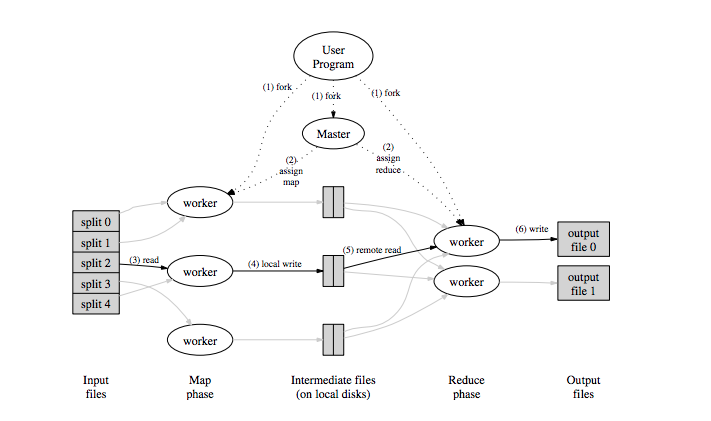 User
Program
(1) fork
(1) fork
(1) fork
Master
(2)
assign
map
(2)
assign
reduce
worker
split 0
split 1
split 2
split 3
split 4
(3) read
worker
(4) local write
(5) remote read
worker
(6) write
output
file 0
worker
output
file 1
worker
Input
files
Map
phase
Intermediate files
(on local disks)
Reduce
phase
Output
files